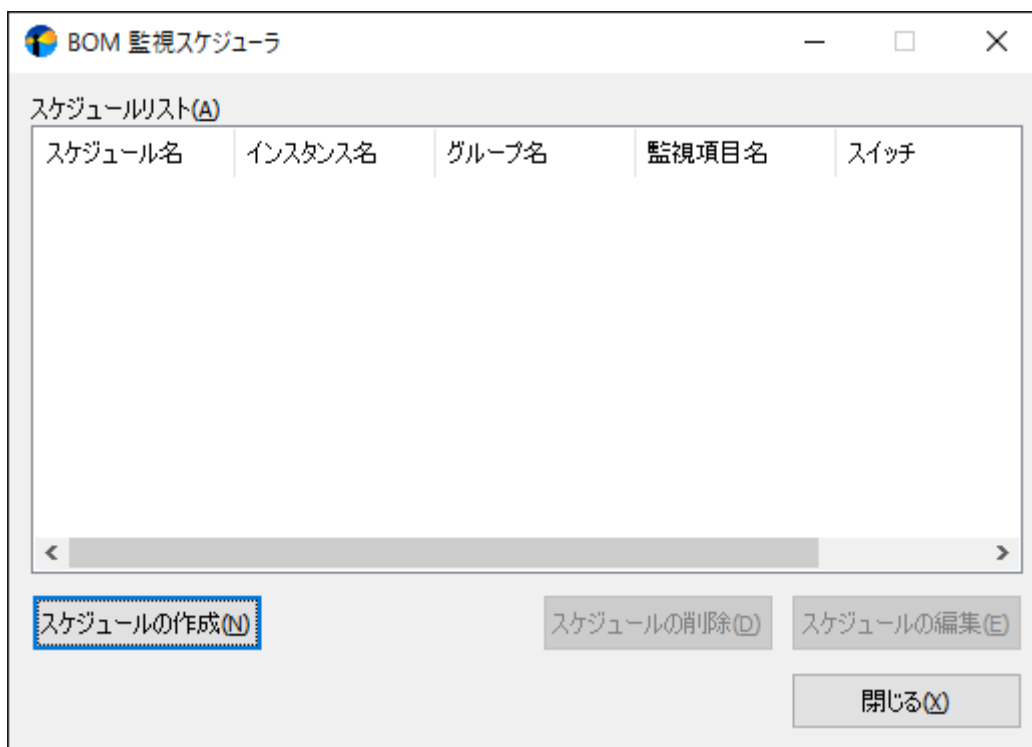 BOM 監視スケジューラ
スケジュールリスト(A)
スケジュール名 インスタンス名 グループ名 監視項目名 スイッチ
スケジュールの作成(N) スケジュールの削除(D) スケジュールの編集(E)
閉じる(X)